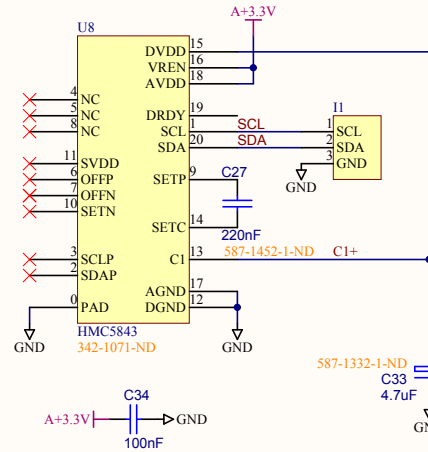 A+3.3V
U8
DVDD 15
VREN 16
AVDD 18
4 NC
5 NC
8 NC
DRDY 19
SCL 1 SCL
SDA 20 SDA
I1
1 SCL
2 SDA
3 GND
GND
11 SVDD
6 OFFP
7 OFFN
10 SETN
SETP 9
C27
SETC 14
220nF
3 SCLP
2 SDAP
C1 13
587-1452-1-ND
C1+
0 PAD
AGND 17
DGND 12
GND
HMC5843
342-1071-ND
GND
587-1332-1-ND
C33
4.7uF
C34
A+3.3V
GND
100nF